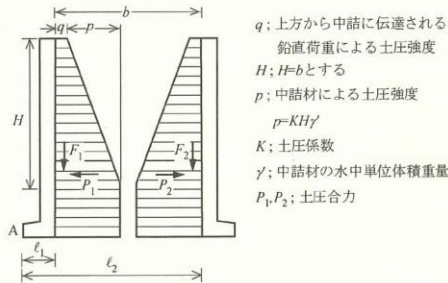 b
q p
H
F₁ F₂
P₁ P₂
A
ℓ₁
ℓ₂
q ; 上方から中詰に伝達される
鉛直荷重による土圧強度
H ; H=bとする
p ; 中詰材による土圧強度
p=KHγ'
K ; 土圧係数
γ' ; 中詰材の水中単位体積重量
P₁, P₂ ; 土圧合力